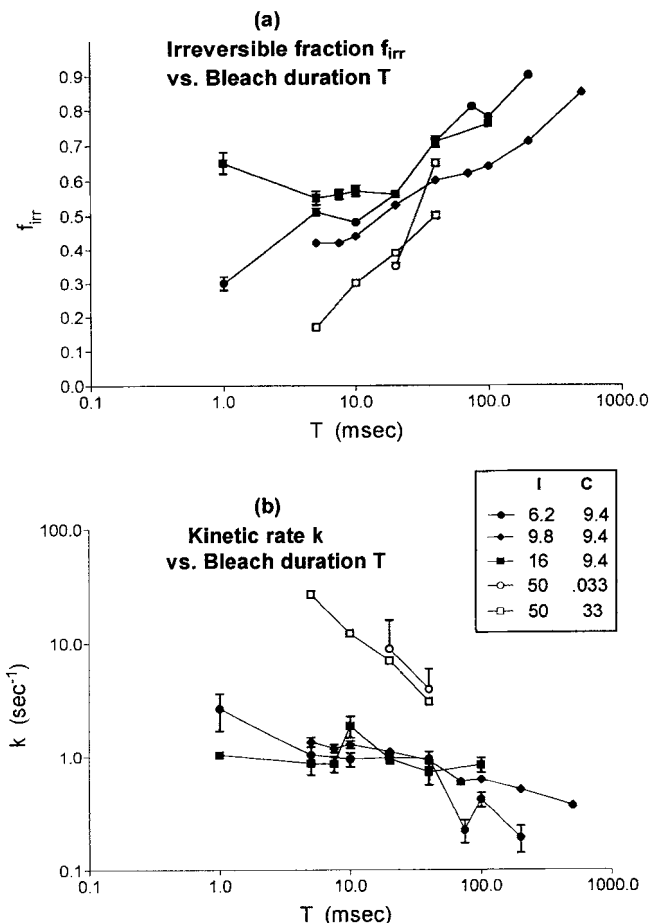 (a)
Irreversible fraction f_irr
vs. Bleach duration T
0.9
0.8
0.7
0.6
0.5
0.4
0.3
0.2
0.1
0.0
f_irr
0.1 1.0 10.0 100.0 1000.0
T (msec)
I C
6.2 9.4
9.8 9.4
16 9.4
50 .033
50 33
(b)
Kinetic rate k
vs. Bleach duration T
100.0
10.0
1.0
0.1
k (sec⁻¹)
0.1 1.0 10.0 100.0 1000.0
T (msec)